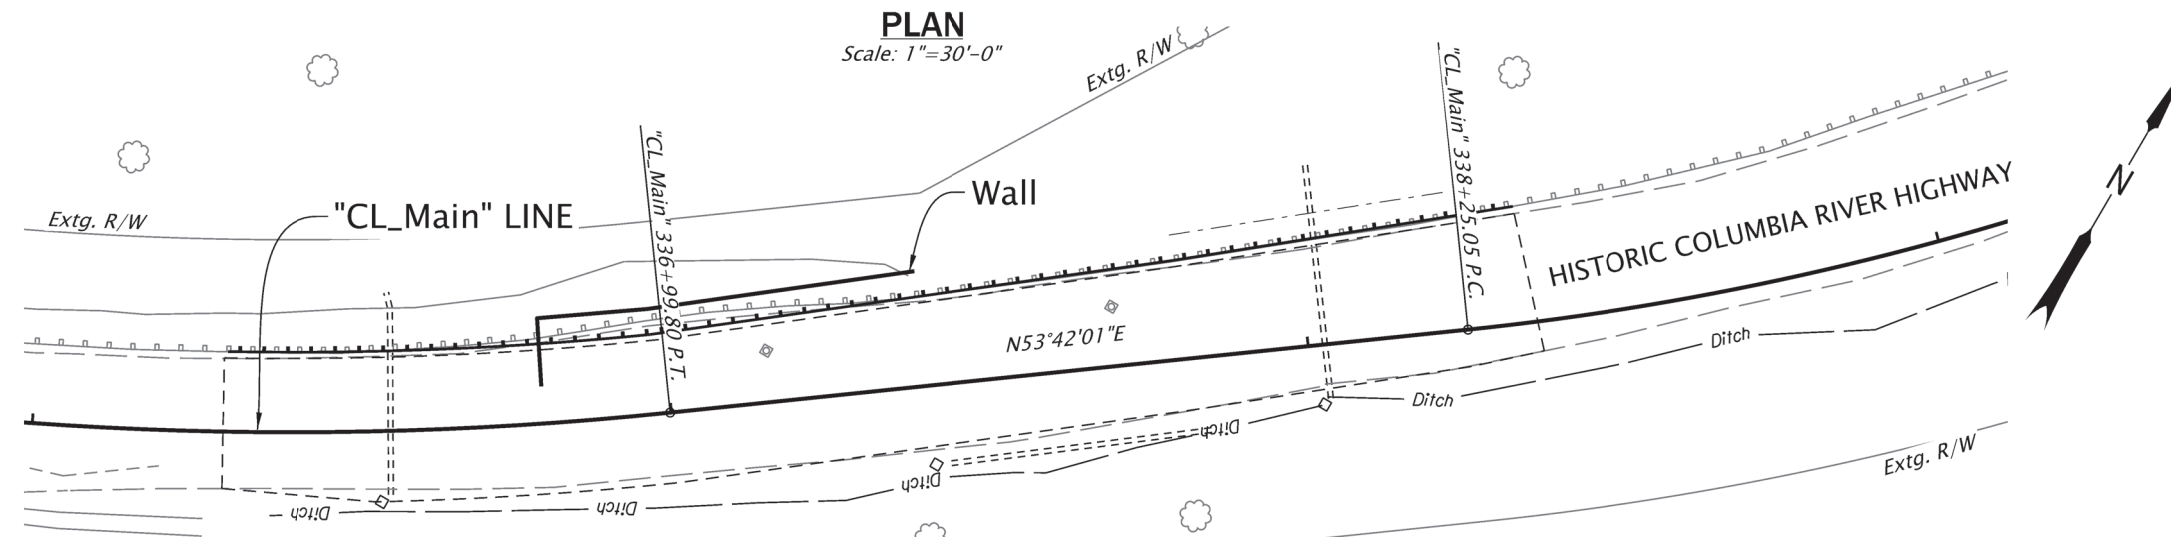 PLAN
Scale: 1"=30'-0"
Extg. R/W
"CL_Main" 336+99.80 P.T.
"CL_Main" 338+25.05 P.C.
Wall
"CL_Main" LINE
Extg. R/W
HISTORIC COLUMBIA RIVER HIGHWAY
N
N53°42'01"E
Ditch
Ditch
Ditch
Ditch
Ditch
Ditch
Extg. R/W